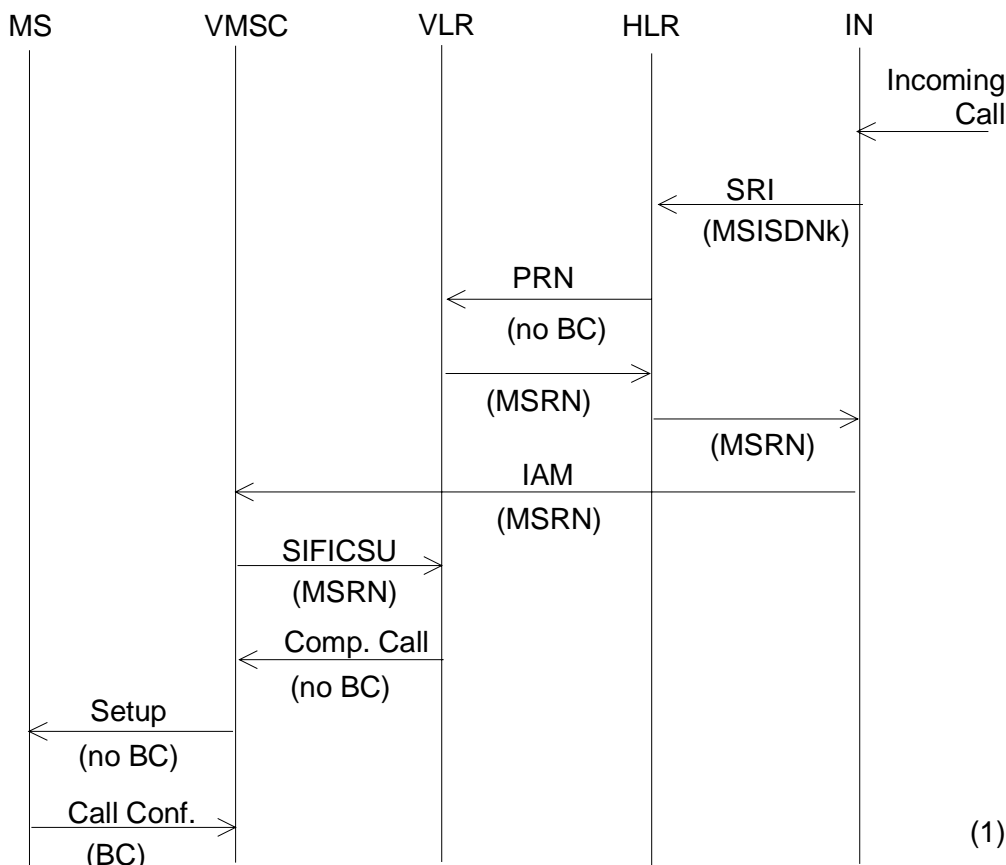 MS VMSC VLR HLR IN
Incoming
Call
SRI
(MSISDNk)
PRN
(no BC)
(MSRN)
(MSRN)
IAM
(MSRN)
SIFICSU
(MSRN)
Comp. Call
(no BC)
Setup
(no BC)
Call Conf.
(BC)
(1)